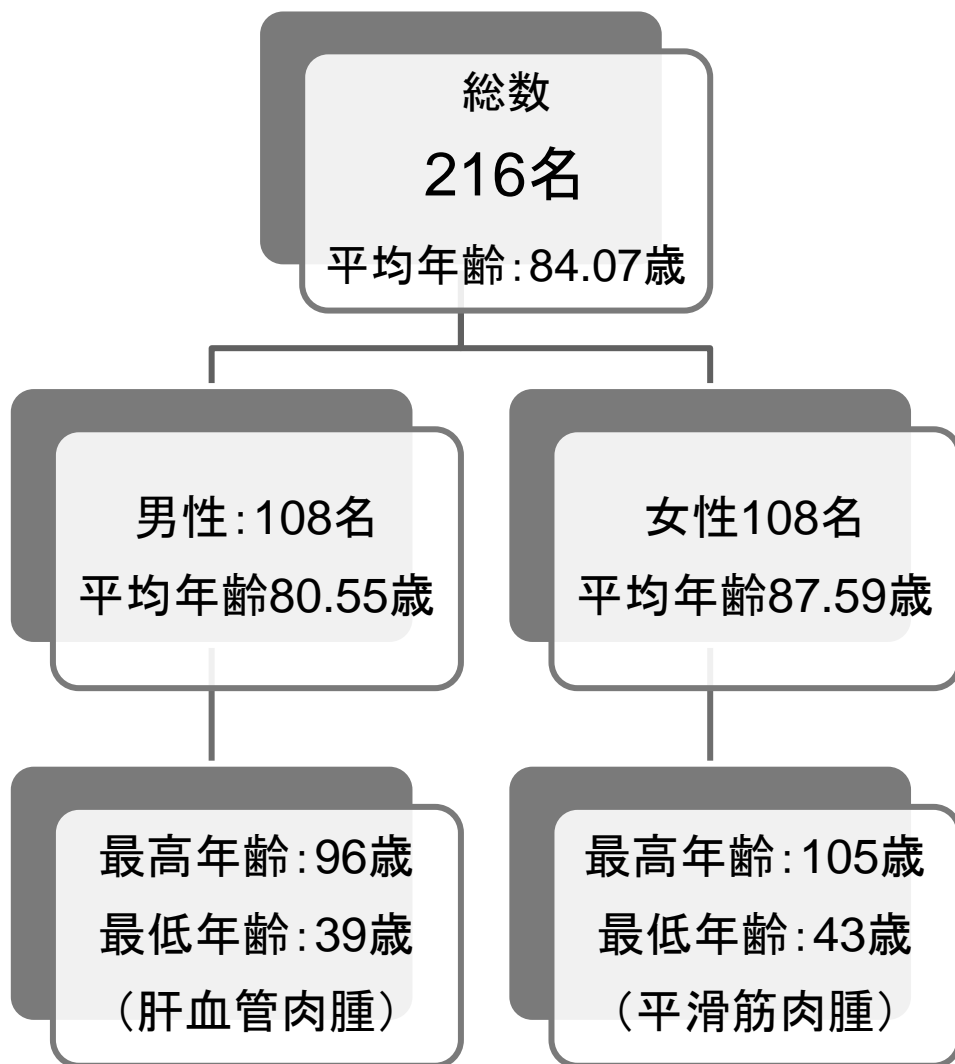 総数
216名
平均年齢：84.07歳
男性：108名
平均年齢80.55歳
女性108名
平均年齢87.59歳
最高年齢：96歳
最低年齢：39歳
（肝血管肉腫）
最高年齢：105歳
最低年齢：43歳
（平滑筋肉腫）